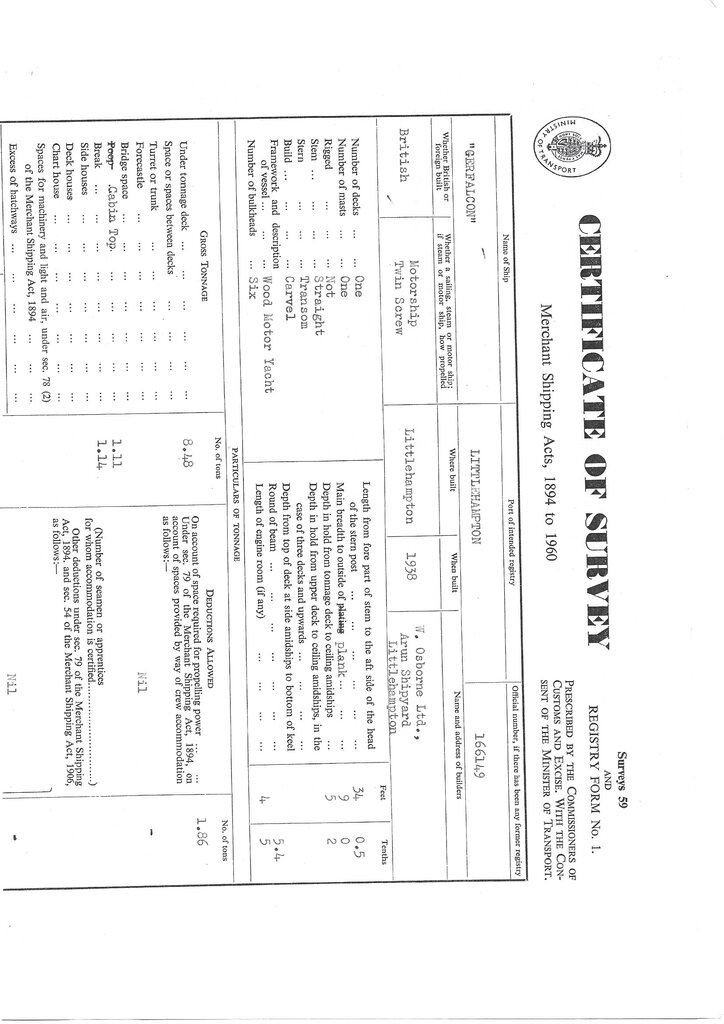 Surveys 59
AND
REGISTRY FORM No. 1.
CERTIFICATE OF SURVEY
Merchant Shipping Acts, 1894 to 1960
PRESCRIBED BY THE COMMISSIONERS OF
CUSTOMS AND EXCISE. WITH THE CON-
SENT OF THE MINISTER OF TRANSPORT.
MINISTRY OF TRANSPORT
Name of Ship
Port of intended registry
Official number, if there has been any former registry
"GERFALCON"
LITTLEHAMPTON
166149
Whether British or foreign built
Whether a sailing, steam or motor ship; if steam or motor ship, how propelled
Where built
When built
Name and address of builders
British
Motorship
Twin Screw
Littlehampton
1938
W. Osborne Ltd.,
Arun Shipyard
Littlehampton
Number of decks ... ... One
Number of masts ... ... One
Rigged ... ... ... Not
Stem ... ... ... Straight
Stern ... ... ... Transom
Build ... ... ... Carvel
Framework and description
of vessel ... ... ... Wood Motor Yacht
Number of bulkheads ... Six
Feet
Tenths
Length from fore part of stem to the aft side of the head
of the stern post ... ... ... ... 34 0.5
Main breadth to outside of plating plank ... ... 9 0
Depth in hold from tonnage deck to ceiling amidships ... 5 2
Depth in hold from upper deck to ceiling amidships, in the
case of three decks and upwards ... ... ... ...
Depth from top of deck at side amidships to bottom of keel
Round of beam ... ... ... ... ... 5.4
Length of engine room (if any) ... ... ... ... 4 5
PARTICULARS OF TONNAGE
GROSS TONNAGE
No. of tons
Under tonnage deck ... ... ... ... ... 8.48
Space or spaces between decks ... ... ... ...
Turret or trunk ... ... ... ... ...
Forecastle ... ... ... ... ...
Bridge space ... ... ... ... ...
Poop Cabin Top. ... ... ... ... 1.11
Break ... ... ... ... ... 1.14
Side houses ... ... ... ... ...
Deck houses ... ... ... ... ...
Chart house ... ... ... ... ...
Spaces for machinery and light and air, under sec. 78 (2)
of the Merchant Shipping Act, 1894 ... ... ...
Excess of hatchways ... ... ... ... ...
DEDUCTIONS ALLOWED
No. of tons
On account of space required for propelling power ... ... 1.86
Under sec. 79 of the Merchant Shipping Act, 1894, on
account of spaces provided by way of crew accommodation
as follows:—
Nil -
(Number of seamen or apprentices
for whom accommodation is certified....................)
Other deductions under sec. 79 of the Merchant Shipping
Act, 1894, and sec. 54 of the Merchant Shipping Act, 1906,
as follows:—
Nil -